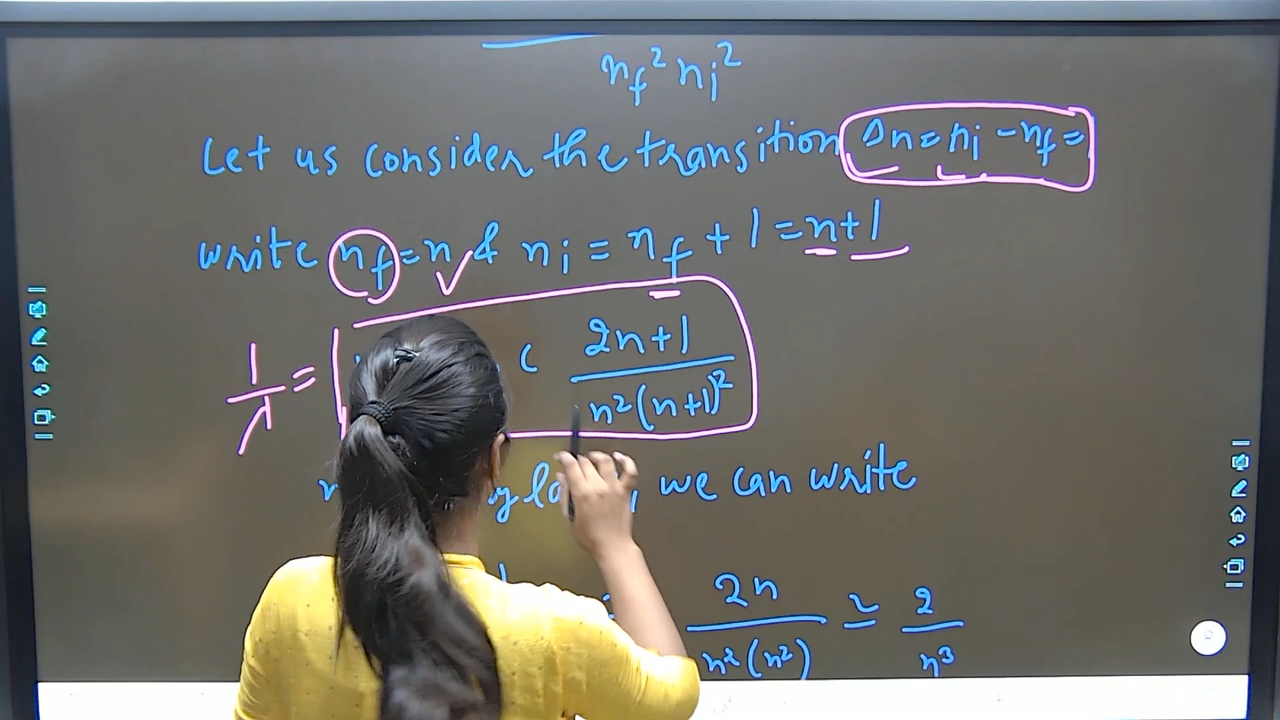 n_f² n_i²
Let us consider the transition Δn = n_i - n_f =
write n_f = n & n_i = n_f + 1 = n+1
1/λ = c (2n+1)/(n²(n+1)²)
we can write
2n/(n²(n²)) ≃ 2/n³